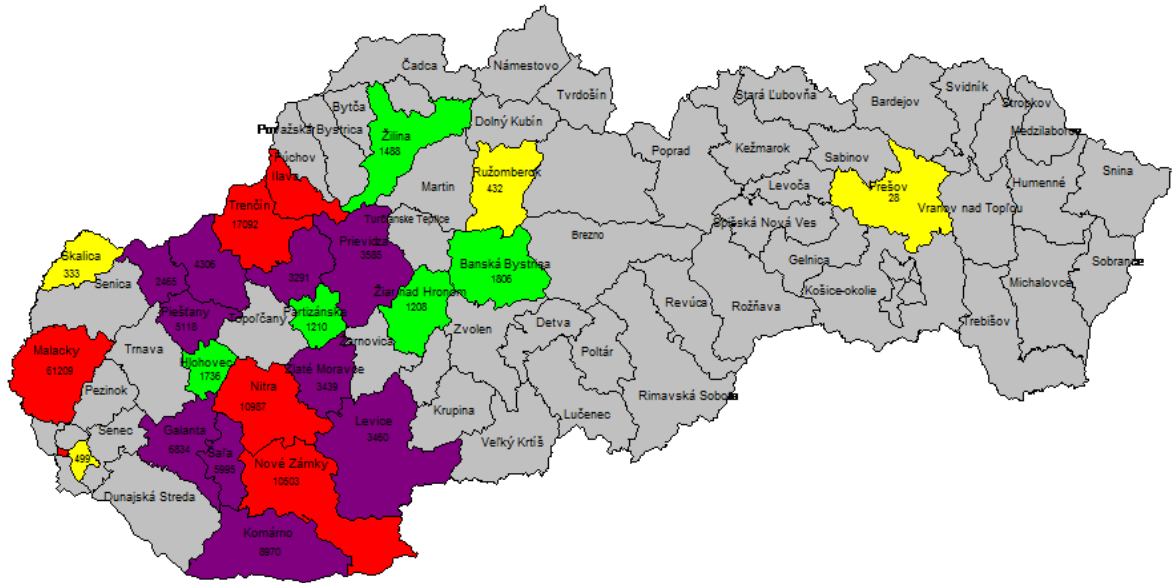 Čadca
Námestovo
Tvrdošín
Bytča
Považská Bystrica
Dolný Kubín
Žilina
1488
Púchov
Ilava
Martin
Ružomberok
432
Stará Ľubovňa
Bardejov
Svidník
Stropkov
Medzilaborce
Poprad
Kežmarok
Sabinov
Snina
Levoča
Prešov
28
Humenné
Vranov nad Topľou
Trenčín
17092
Turčianske Teplice
Prievidza
3565
Brezno
Spišská Nová Ves
Gelnica
Sobrance
Skalica
333
4306
2465
3291
Senica
Banská Bystrica
1806
Žiar nad Hronom
1208
Košice-okolie
Michalovce
Revúca
Rožňava
Piešťany
5118
Topoľčany
Partizánske
1210
Zvolen
Detva
Trebišov
Malacky
61209
Trnava
Žarnovica
Poltár
Hlohovec
1736
Zlaté Moravce
3439
Pezinok
Nitra
10987
Rimavská Sobota
Krupina
Lučenec
Senec
Galanta
6834
Levice
3460
Veľký Krtíš
499
Šaľa
5995
Nové Zámky
10503
Dunajská Streda
Komárno
8970